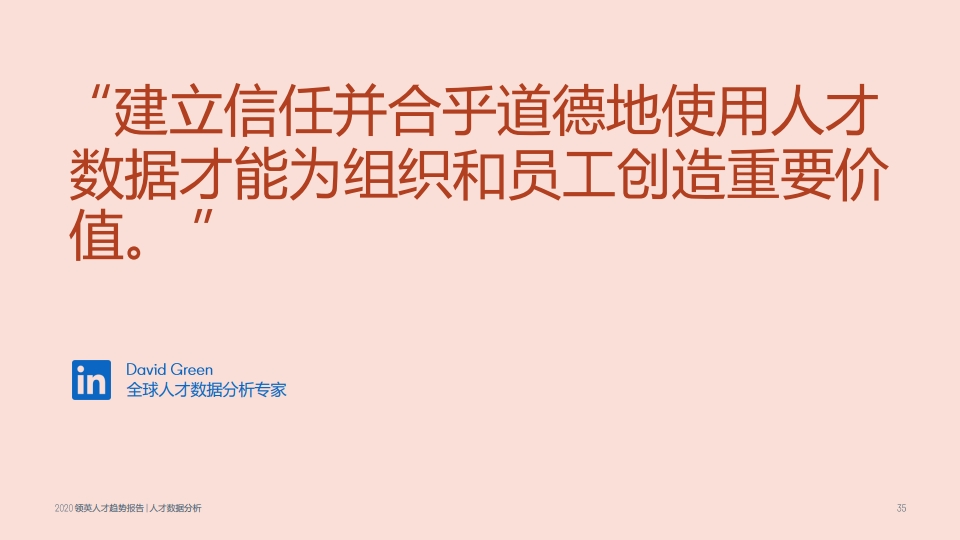 “建立信任并合乎道德地使用人才
数据才能为组织和员工创造重要价
值。”
in
David Green
全球人才数据分析专家
2020 领英人才趋势报告 | 人才数据分析
35